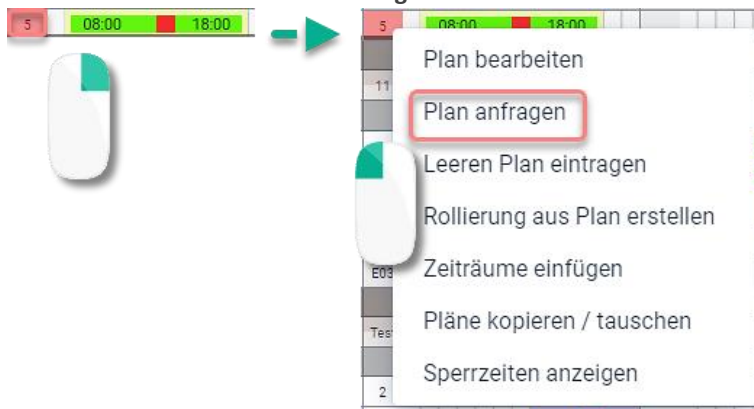 5 08:00 18:00
5 08:00 18:00
Plan bearbeiten
11
Plan anfragen
Leeren Plan eintragen
Rollierung aus Plan erstellen
E03
Zeiträume einfügen
Pläne kopieren / tauschen
Sperrzeiten anzeigen
2